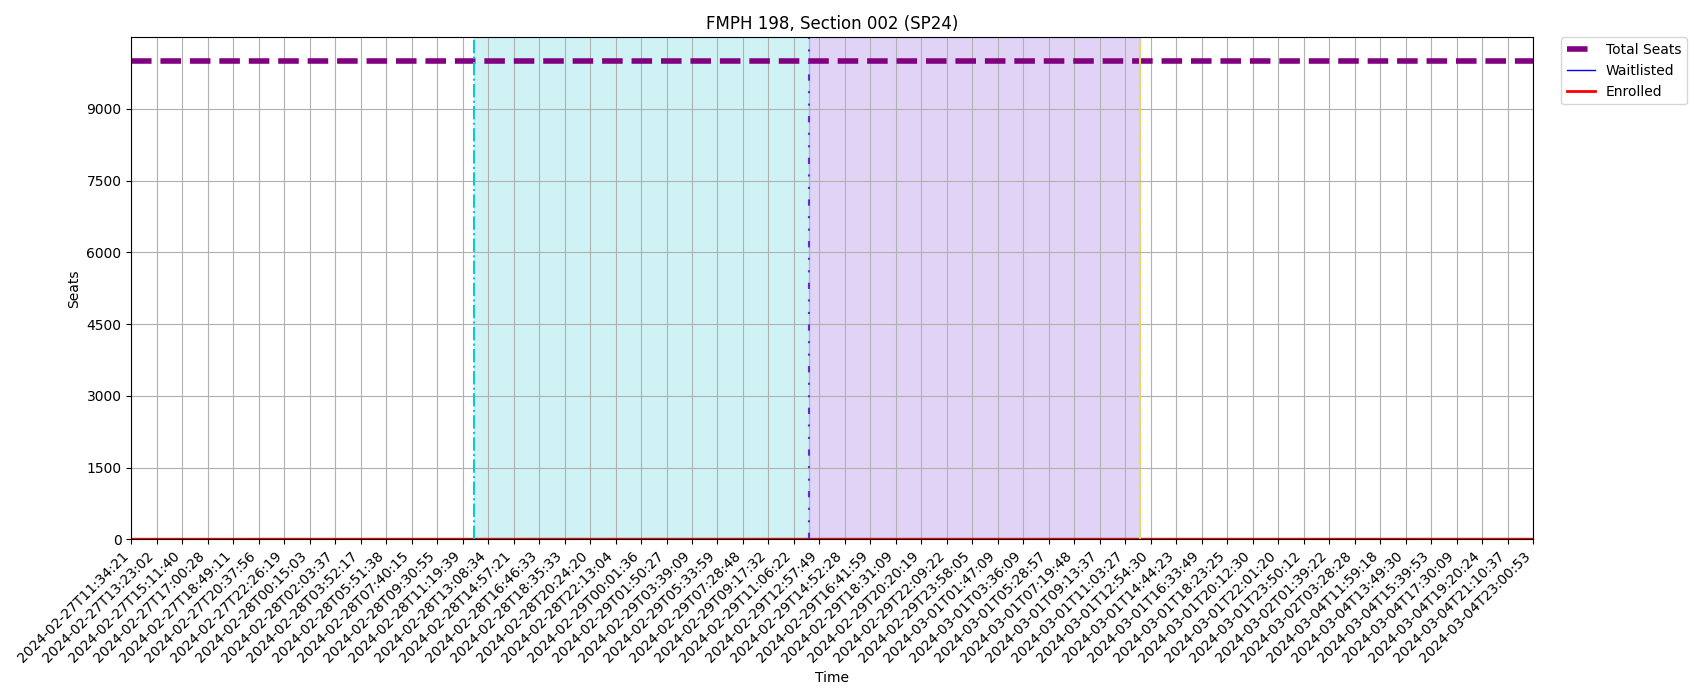 FMPH 198, Section 002 (SP24)
Total Seats
Waitlisted
Enrolled
Seats
9000
7500
6000
4500
3000
1500
0
2024-02-27T11:34:21
2024-02-27T13:23:02
2024-02-27T15:11:40
2024-02-27T17:00:28
2024-02-27T18:49:11
2024-02-27T20:37:56
2024-02-27T22:26:19
2024-02-28T00:15:03
2024-02-28T02:03:37
2024-02-28T03:52:17
2024-02-28T05:51:38
2024-02-28T07:40:15
2024-02-28T09:30:55
2024-02-28T11:19:39
2024-02-28T13:08:34
2024-02-28T14:57:21
2024-02-28T16:46:33
2024-02-28T18:35:33
2024-02-28T20:24:20
2024-02-28T22:13:04
2024-02-29T00:01:36
2024-02-29T01:50:27
2024-02-29T03:39:09
2024-02-29T05:33:59
2024-02-29T07:28:48
2024-02-29T09:17:32
2024-02-29T11:06:22
2024-02-29T12:57:49
2024-02-29T14:52:28
2024-02-29T16:41:59
2024-02-29T18:31:09
2024-02-29T20:20:19
2024-02-29T22:09:22
2024-02-29T23:58:05
2024-03-01T01:47:09
2024-03-01T03:36:09
2024-03-01T05:28:57
2024-03-01T07:19:48
2024-03-01T09:13:37
2024-03-01T11:03:27
2024-03-01T12:54:30
2024-03-01T14:44:23
2024-03-01T16:33:49
2024-03-01T18:23:25
2024-03-01T20:12:30
2024-03-01T22:01:20
2024-03-01T23:50:12
2024-03-02T01:39:22
2024-03-02T03:28:28
2024-03-04T11:59:18
2024-03-04T13:49:30
2024-03-04T15:39:53
2024-03-04T17:30:09
2024-03-04T19:20:24
2024-03-04T21:10:37
2024-03-04T23:00:53
Time